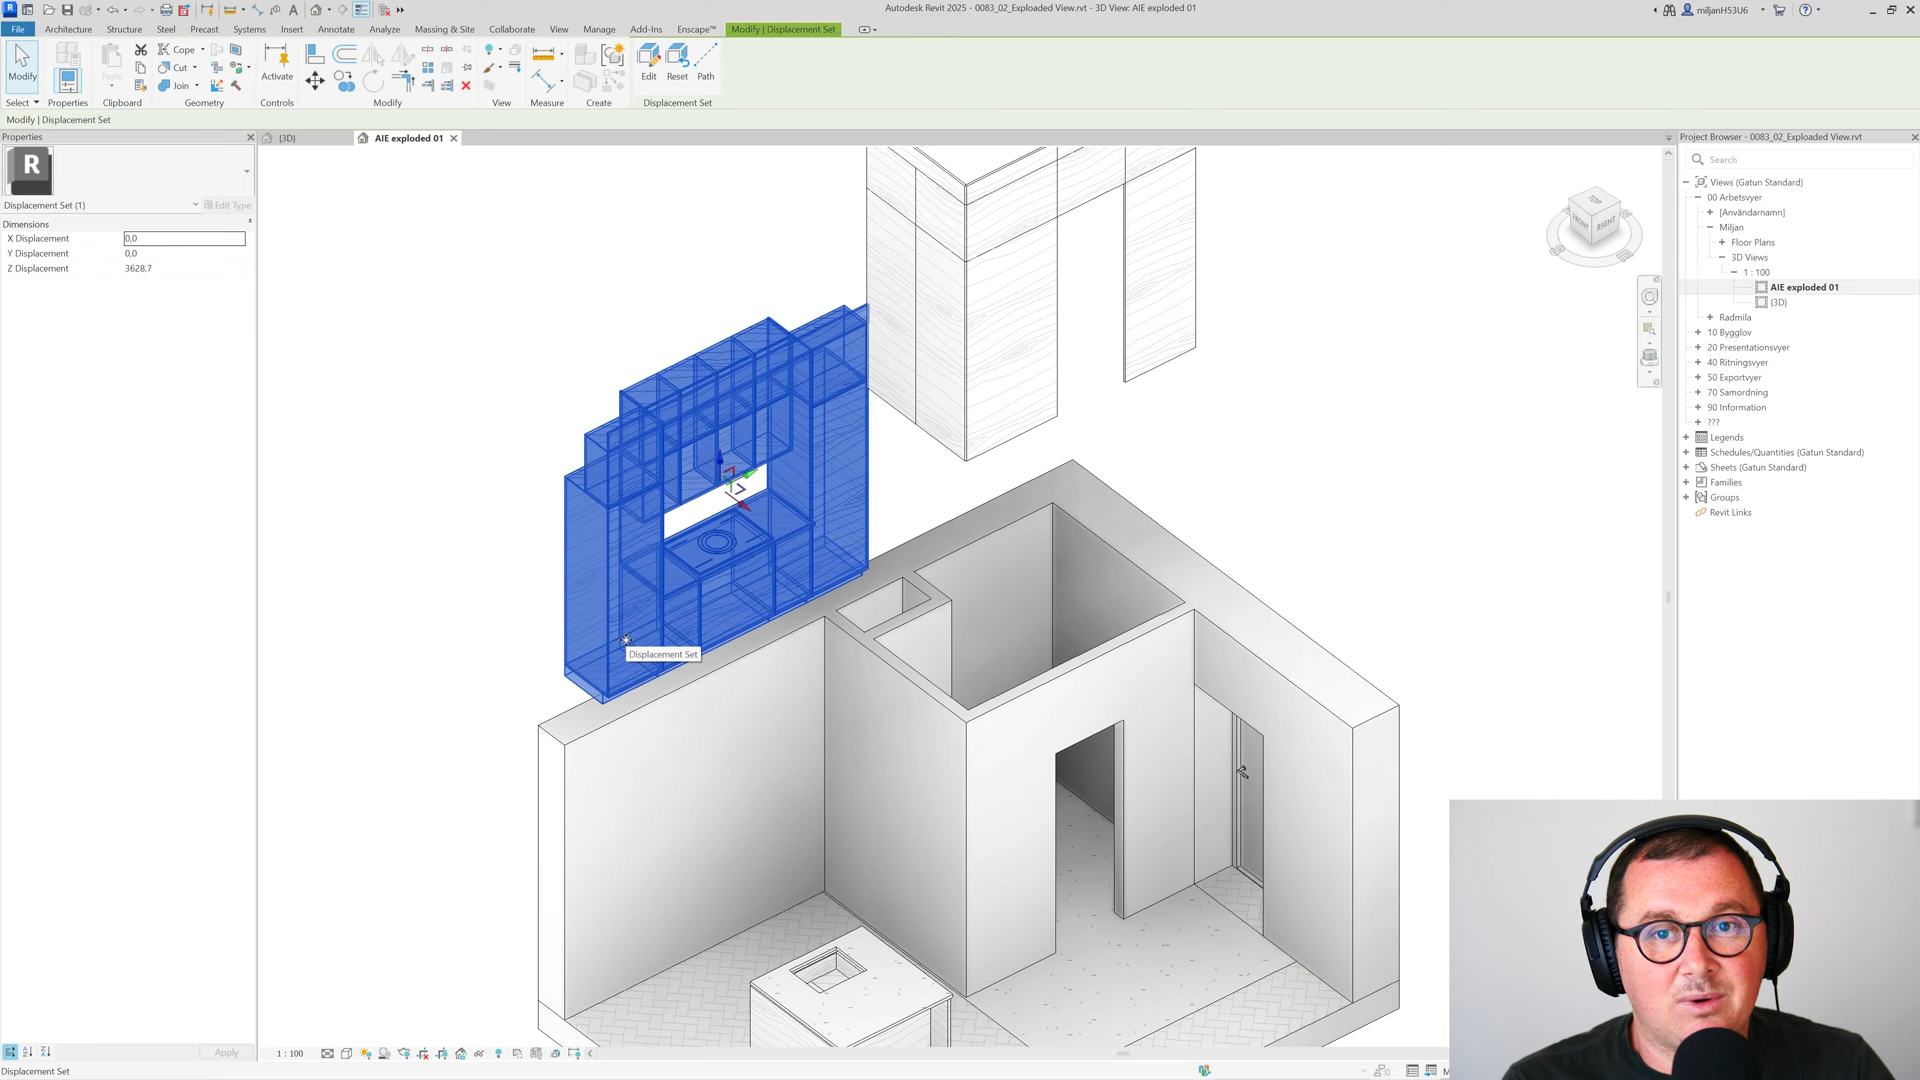 Autodesk Revit 2025 - 0083_02_Exploaded View.rvt - 3D View: AIE exploded 01
miljanH53U6
File
Architecture
Structure
Steel
Precast
Systems
Insert
Annotate
Analyze
Massing & Site
Collaborate
View
Manage
Add-Ins
Enscape™
Modify | Displacement Set
Modify
Paste
Cope
Cut
Join
Activate
Edit
Reset
Path
Select
Properties
Clipboard
Geometry
Controls
Modify
View
Measure
Create
Displacement Set
Modify | Displacement Set
Properties
R
Displacement Set (1)
Edit Type
Dimensions
X Displacement 0,0
Y Displacement 0,0
Z Displacement 3628,7
Apply
{3D}
AIE exploded 01
TOP
FRONT
RIGHT
Displacement Set
Project Browser - 0083_02_Exploaded View.rvt
Search
Views (Gatun Standard)
00 Arbetsvyer
[Användarnamn]
Miljan
Floor Plans
3D Views
1 : 100
AIE exploded 01
{3D}
Radmila
10 Bygglov
20 Presentationsvyer
40 Ritningsvyer
50 Exportvyer
70 Samordning
90 Information
???
Legends
Schedules/Quantities (Gatun Standard)
Sheets (Gatun Standard)
Families
Groups
Revit Links
1 : 100
Displacement Set